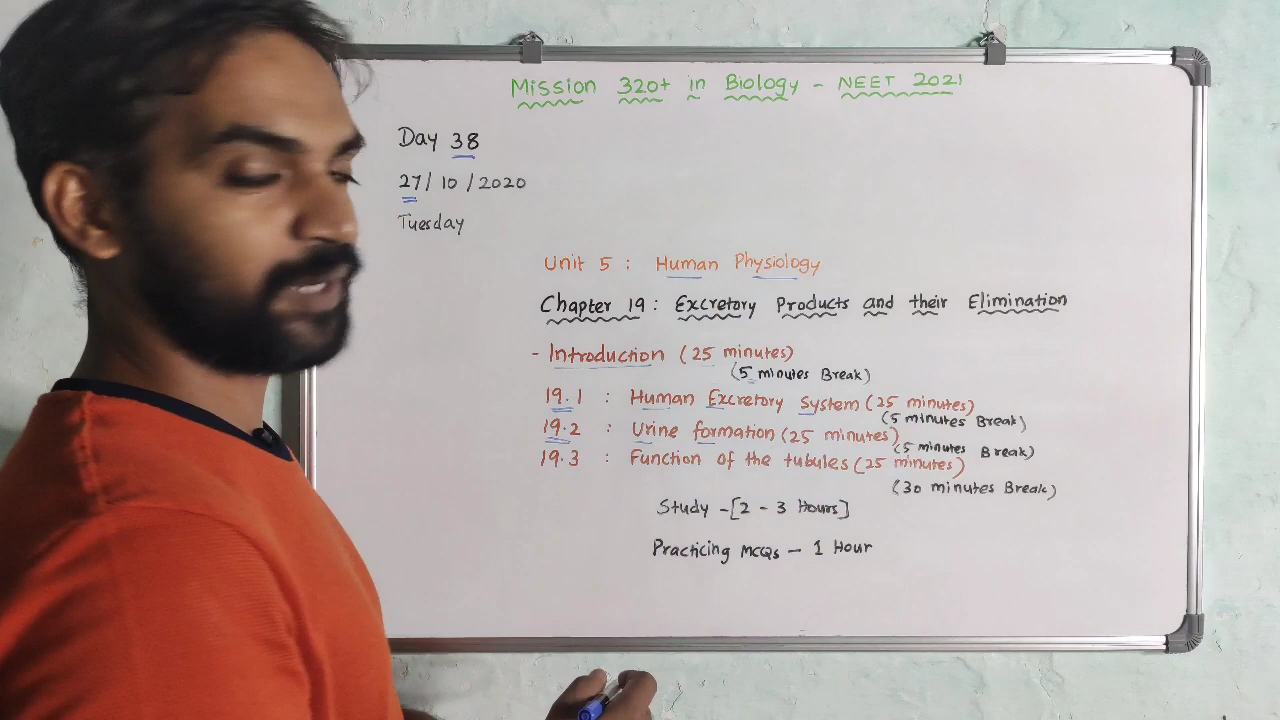 Mission 320+ in Biology - NEET 2021
Day 38
27/10/2020
Tuesday
Unit 5 : Human Physiology
Chapter 19 : Excretory Products and their Elimination
- Introduction (25 minutes)
(5 minutes Break)
19.1 : Human Excretory System (25 minutes)
(5 minutes Break)
19.2 : Urine formation (25 minutes)
(5 minutes Break)
19.3 : Function of the tubules (25 minutes)
(30 minutes Break)
Study - [2 - 3 Hours]
Practicing MCQs - 1 Hour